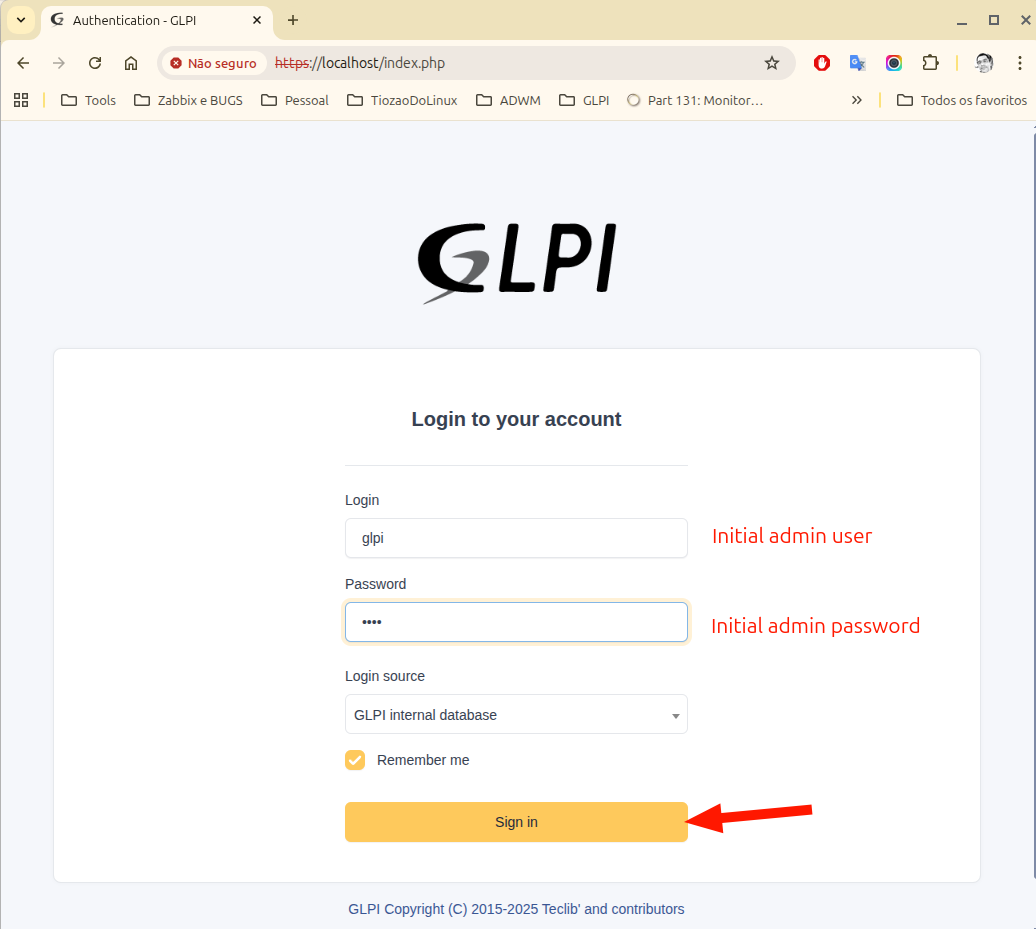 Authentication - GLPI
Não seguro https://localhost/index.php
Tools Zabbix e BUGS Pessoal TiozaoDoLinux ADWM GLPI Part 131: Monitor… Todos os favoritos
GLPI
Login to your account
Login
glpi Initial admin user
Password
•••• Initial admin password
Login source
GLPI internal database
Remember me
Sign in
GLPI Copyright (C) 2015-2025 Teclib' and contributors